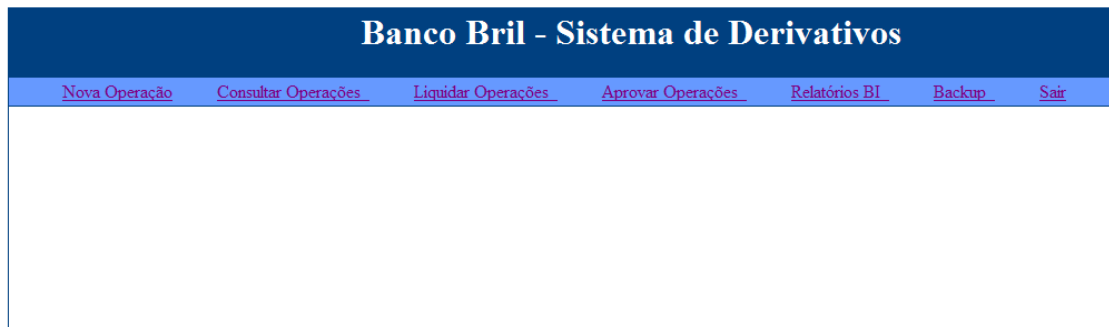 Banco Bril - Sistema de Derivativos
Nova Operação Consultar Operações Liquidar Operações Aprovar Operações Relatórios BI Backup Sair